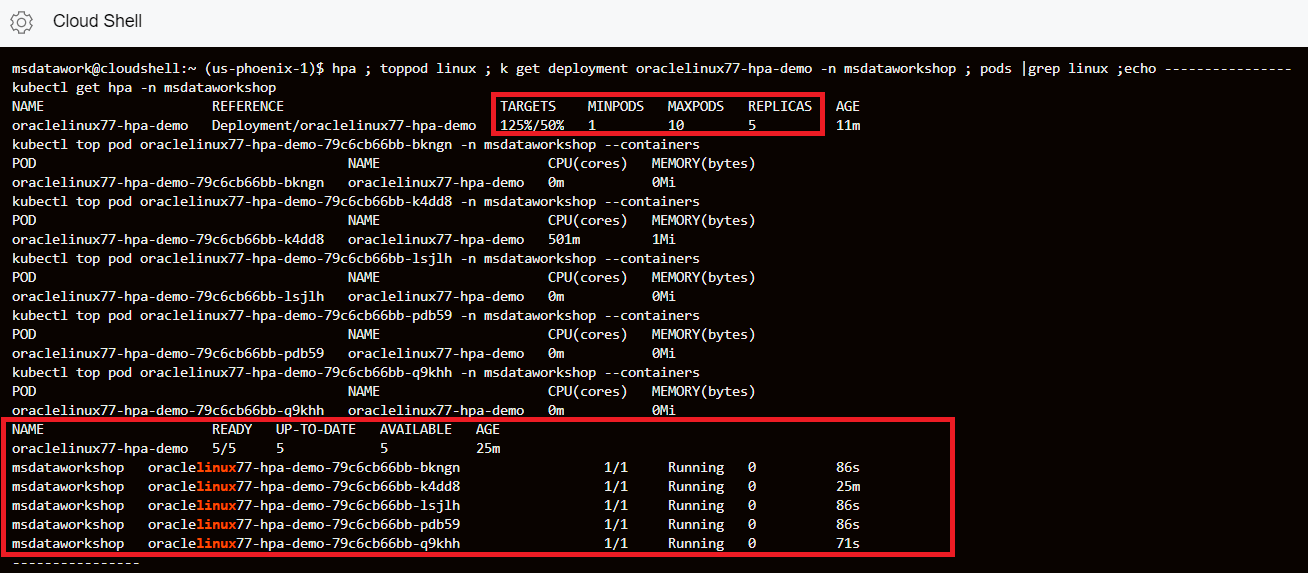 Cloud Shell
msdatawork@cloudshell:~ (us-phoenix-1)$ hpa ; toppod linux ; k get deployment oraclelinux77-hpa-demo -n msdataworkshop ; pods |grep linux ;echo ----------------
kubectl get hpa -n msdataworkshop
NAME REFERENCE TARGETS MINPODS MAXPODS REPLICAS AGE
oraclelinux77-hpa-demo Deployment/oraclelinux77-hpa-demo 125%/50% 1 10 5 11m
kubectl top pod oraclelinux77-hpa-demo-79c6cb66bb-bkngn -n msdataworkshop --containers
POD NAME CPU(cores) MEMORY(bytes)
oraclelinux77-hpa-demo-79c6cb66bb-bkngn oraclelinux77-hpa-demo 0m 0Mi
kubectl top pod oraclelinux77-hpa-demo-79c6cb66bb-k4dd8 -n msdataworkshop --containers
POD NAME CPU(cores) MEMORY(bytes)
oraclelinux77-hpa-demo-79c6cb66bb-k4dd8 oraclelinux77-hpa-demo 501m 1Mi
kubectl top pod oraclelinux77-hpa-demo-79c6cb66bb-lsjlh -n msdataworkshop --containers
POD NAME CPU(cores) MEMORY(bytes)
oraclelinux77-hpa-demo-79c6cb66bb-lsjlh oraclelinux77-hpa-demo 0m 0Mi
kubectl top pod oraclelinux77-hpa-demo-79c6cb66bb-pdb59 -n msdataworkshop --containers
POD NAME CPU(cores) MEMORY(bytes)
oraclelinux77-hpa-demo-79c6cb66bb-pdb59 oraclelinux77-hpa-demo 0m 0Mi
kubectl top pod oraclelinux77-hpa-demo-79c6cb66bb-q9khh -n msdataworkshop --containers
POD NAME CPU(cores) MEMORY(bytes)
oraclelinux77-hpa-demo-79c6cb66bb-q9khh oraclelinux77-hpa-demo 0m 0Mi
NAME READY UP-TO-DATE AVAILABLE AGE
oraclelinux77-hpa-demo 5/5 5 5 25m
msdataworkshop oraclelinux77-hpa-demo-79c6cb66bb-bkngn 1/1 Running 0 86s
msdataworkshop oraclelinux77-hpa-demo-79c6cb66bb-k4dd8 1/1 Running 0 25m
msdataworkshop oraclelinux77-hpa-demo-79c6cb66bb-lsjlh 1/1 Running 0 86s
msdataworkshop oraclelinux77-hpa-demo-79c6cb66bb-pdb59 1/1 Running 0 86s
msdataworkshop oraclelinux77-hpa-demo-79c6cb66bb-q9khh 1/1 Running 0 71s
----------------